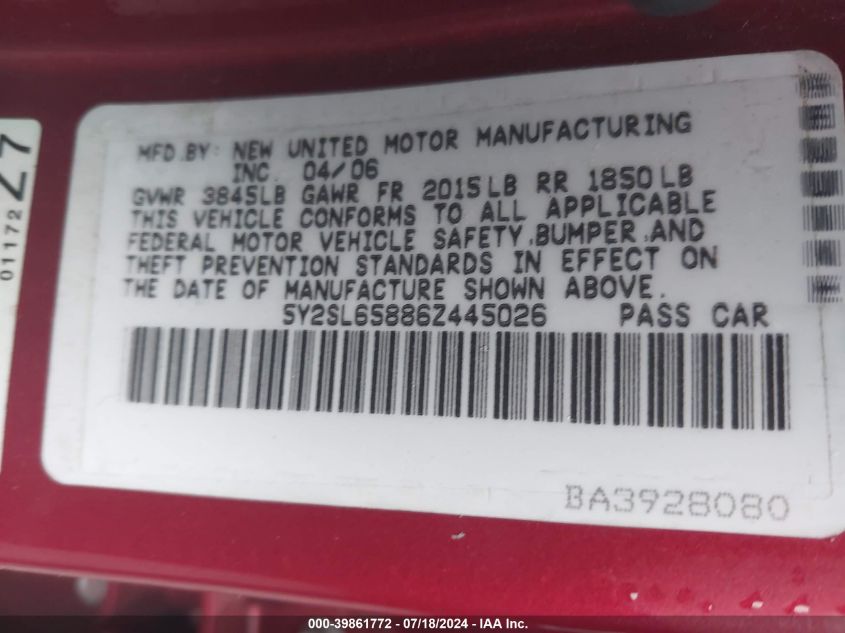 MFD.BY: NEW UNITED MOTOR MANUFACTURING
INC. 04/06
GVWR 3845LB GAWR FR 2015LB RR 1850LB
THIS VEHICLE CONFORMS TO ALL APPLICABLE
FEDERAL MOTOR VEHICLE SAFETY,BUMPER,AND
THEFT PREVENTION STANDARDS IN EFFECT ON
THE DATE OF MANUFACTURE SHOWN ABOVE.
5Y2SL65886Z445026 PASS CAR
BA3928080
01172
Z7
000-39861772 / 07/18/2024 - IAA Inc.